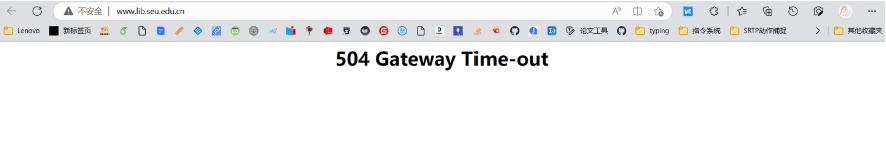 不安全 | www.lib.seu.edu.cn
Lenovo 新标签页 论文工具 typing 指令系统 SRTP动作捕捉 其他收藏夹
504 Gateway Time-out